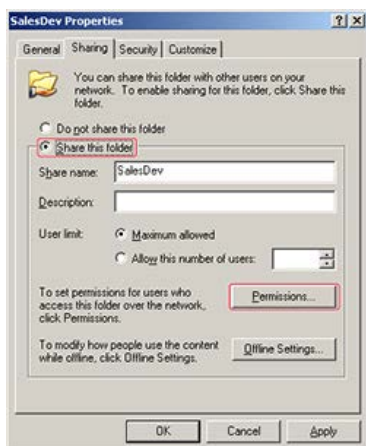 SalesDev Properties
General Sharing Security Customize
You can share this folder with other users on your
network. To enable sharing for this folder, click Share this
folder.
Do not share this folder
Share this folder
Share name: SalesDev
Description:
User limit: Maximum allowed
Allow this number of users:
To set permissions for users who
access this folder over the network,
click Permissions.
Permissions...
To modify how people use the content
while offline, click Offline Settings.
Offline Settings...
OK Cancel Apply